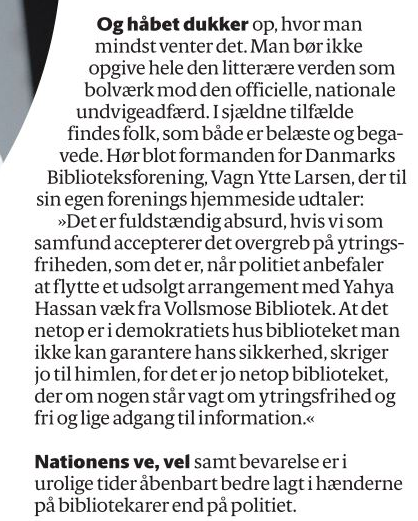 Og håbet dukker op, hvor man
mindst venter det. Man bør ikke
opgive hele den litterære verden som
bolværk mod den officielle, nationale
undvigeadfærd. I sjældne tilfælde
findes folk, som både er belæste og bega-
vede. Hør blot formanden for Danmarks
Biblioteksforening, Vagn Ytte Larsen, der til
sin egen forenings hjemmeside udtaler:
»Det er fuldstændig absurd, hvis vi som
samfund accepterer det overgreb på ytrings-
friheden, som det er, når politiet anbefaler
at flytte et udsolgt arrangement med Yahya
Hassan væk fra Vollsmose Bibliotek. At det
netop er i demokratiets hus biblioteket man
ikke kan garantere hans sikkerhed, skriger
jo til himlen, for det er jo netop biblioteket,
der om nogen står vagt om ytringsfrihed og
fri og lige adgang til information.«
Nationens ve, vel samt bevarelse er i
urolige tider åbenbart bedre lagt i hænderne
på bibliotekarer end på politiet.